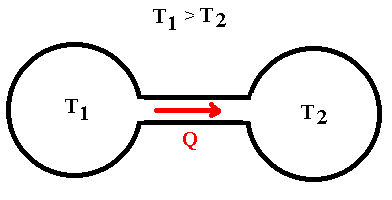 T₁ > T₂
T₁
T₂
Q